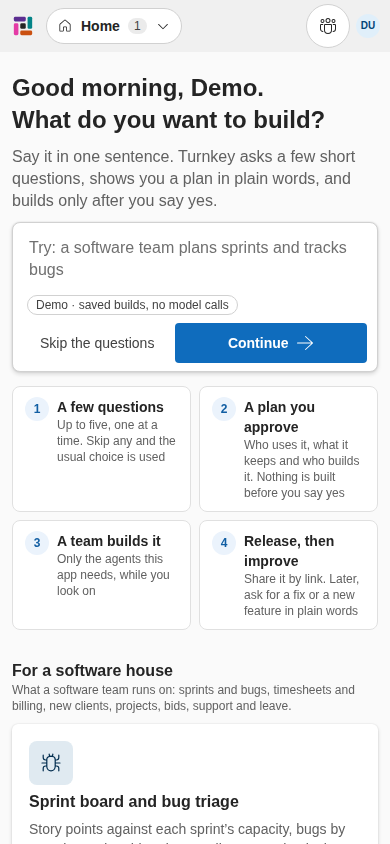 Home 1
DU
Good morning, Demo.
What do you want to build?
Say it in one sentence. Turnkey asks a few short
questions, shows you a plan in plain words, and
builds only after you say yes.
Try: a software team plans sprints and tracks
bugs
Demo · saved builds, no model calls
Skip the questions
Continue
1
A few questions
Up to five, one at a
time. Skip any and the
usual choice is used
2
A plan you
approve
Who uses it, what it
keeps and who builds
it. Nothing is built
before you say yes
3
A team builds it
Only the agents this
app needs, while you
look on
4
Release, then
improve
Share it by link. Later,
ask for a fix or a new
feature in plain words
For a software house
What a software team runs on: sprints and bugs, timesheets and
billing, new clients, projects, bids, support and leave.
Sprint board and bug triage
Story points against each sprint's capacity, bugs by